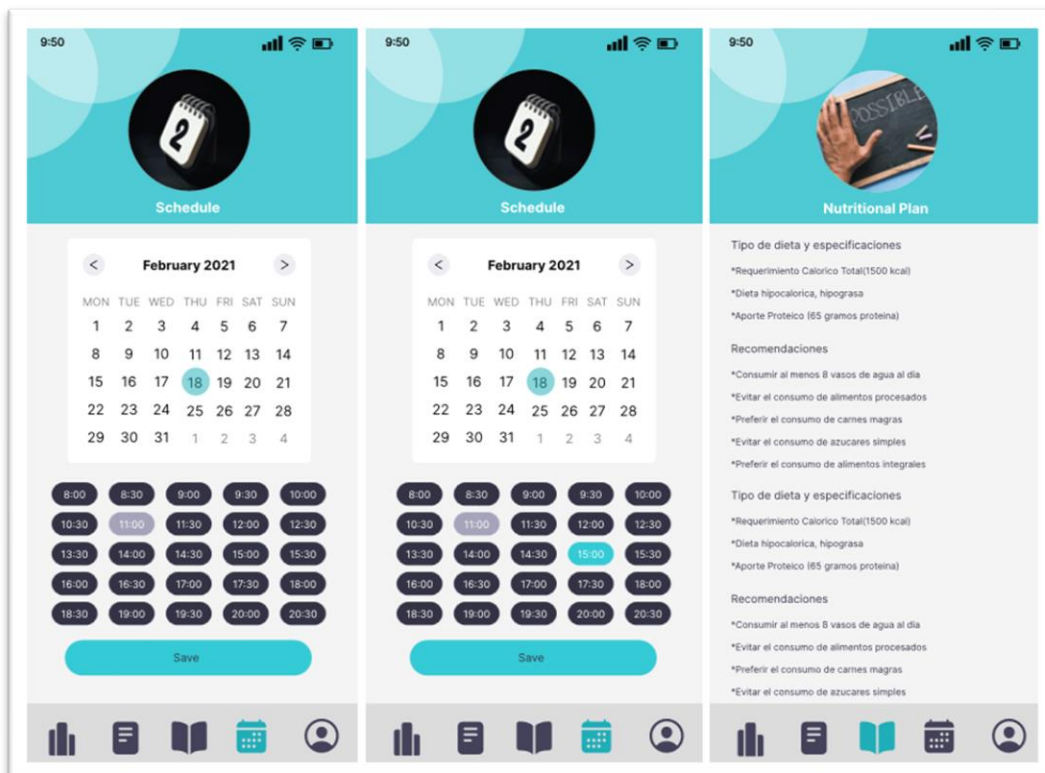 9:50
2
Schedule
< February 2021 >
MON TUE WED THU FRI SAT SUN
1 2 3 4 5 6 7
8 9 10 11 12 13 14
15 16 17 18 19 20 21
22 23 24 25 26 27 28
29 30 31 1 2 3 4
8:00 8:30 9:00 9:30 10:00
10:30 11:00 11:30 12:00 12:30
13:30 14:00 14:30 15:00 15:30
16:00 16:30 17:00 17:30 18:00
18:30 19:00 19:30 20:00 20:30
Save
9:50
2
Schedule
< February 2021 >
MON TUE WED THU FRI SAT SUN
1 2 3 4 5 6 7
8 9 10 11 12 13 14
15 16 17 18 19 20 21
22 23 24 25 26 27 28
29 30 31 1 2 3 4
8:00 8:30 9:00 9:30 10:00
10:30 11:00 11:30 12:00 12:30
13:30 14:00 14:30 15:00 15:30
16:00 16:30 17:00 17:30 18:00
18:30 19:00 19:30 20:00 20:30
Save
9:50
POSSIBLE
Nutritional Plan
Tipo de dieta y especificaciones
*Requerimiento Calorico Total(1500 kcal)
*Dieta hipocalorica, hipograsa
*Aporte Proteico (65 gramos proteina)
Recomendaciones
*Consumir al menos 8 vasos de agua al dia
*Evitar el consumo de alimentos procesados
*Preferir el consumo de carnes magras
*Evitar el consumo de azucares simples
*Preferir el consumo de alimentos integrales
Tipo de dieta y especificaciones
*Requerimiento Calorico Total(1500 kcal)
*Dieta hipocalorica, hipograsa
*Aporte Proteico (65 gramos proteina)
Recomendaciones
*Consumir al menos 8 vasos de agua al dia
*Evitar el consumo de alimentos procesados
*Preferir el consumo de carnes magras
*Evitar el consumo de azucares simples